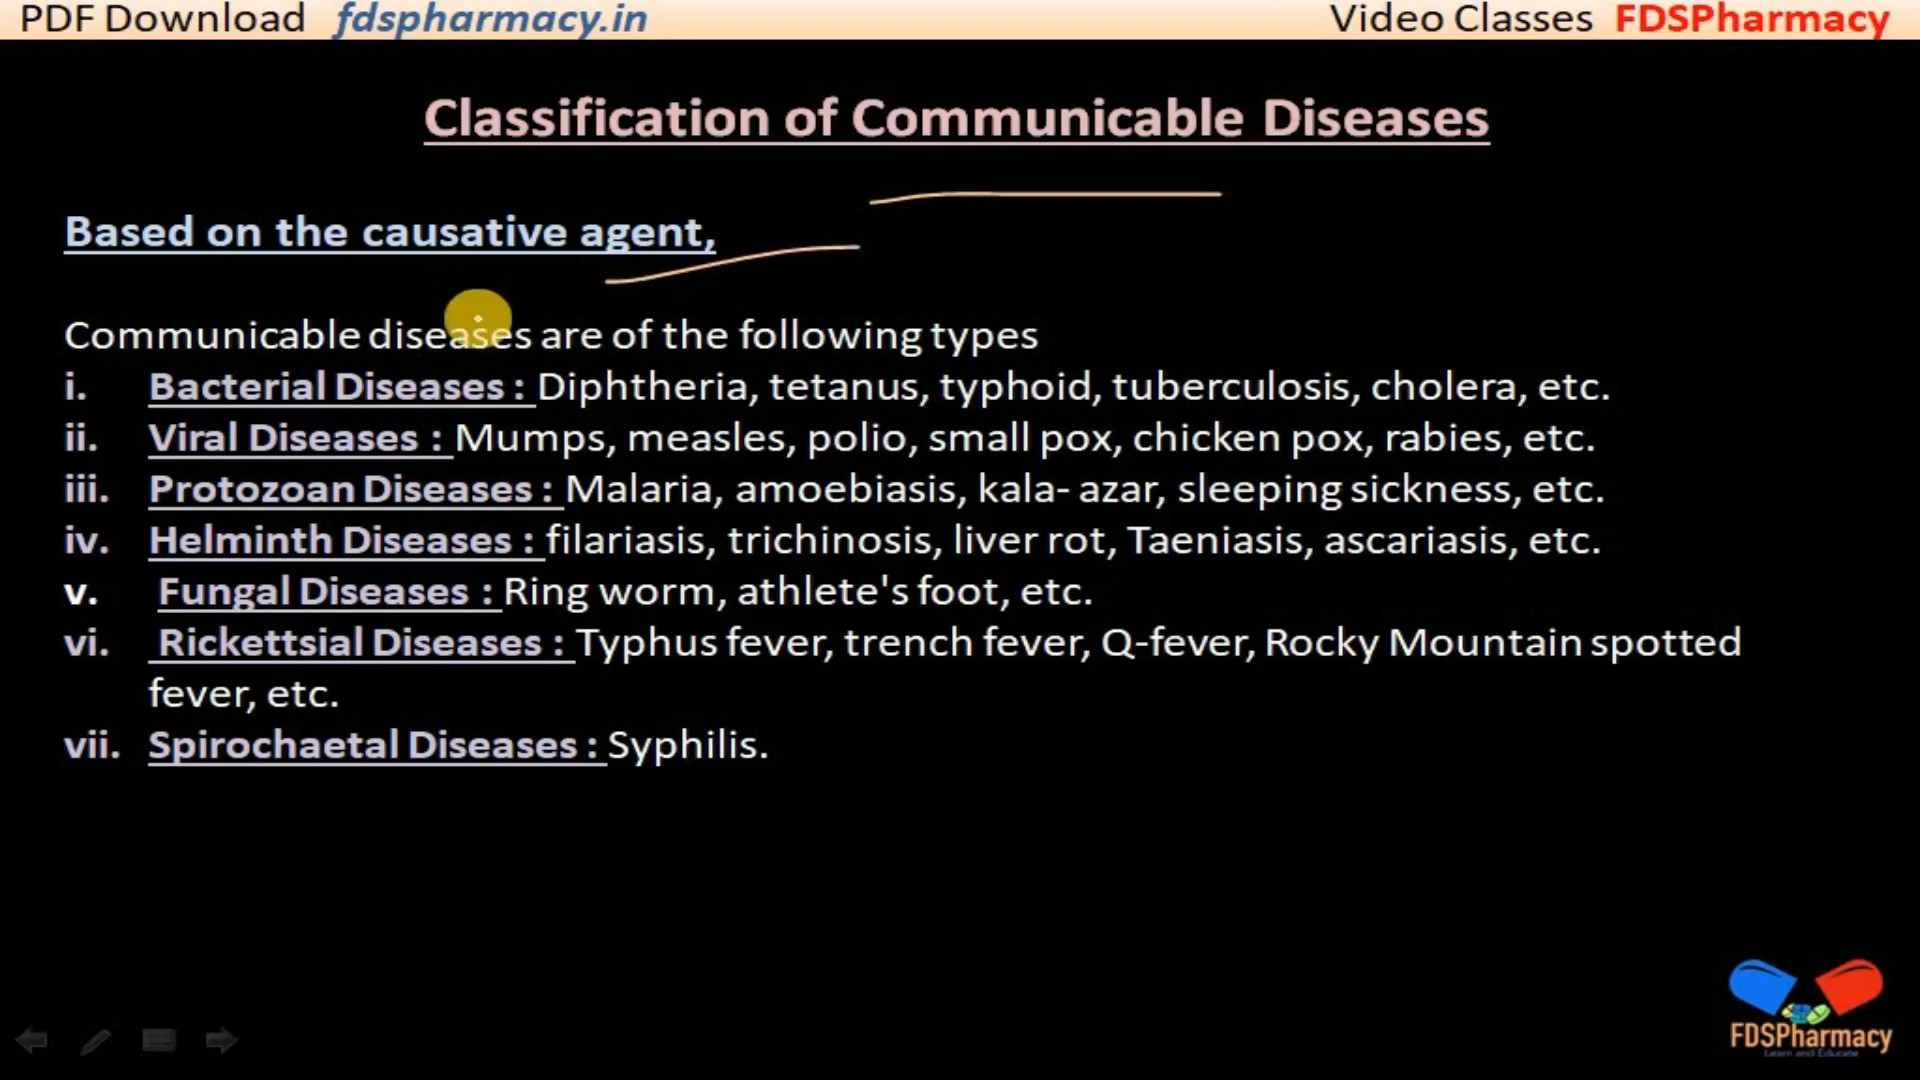 PDF Download fdspharmacy.in Video Classes FDSPharmacy
Classification of Communicable Diseases
Based on the causative agent,
Communicable diseases are of the following types
i. Bacterial Diseases : Diphtheria, tetanus, typhoid, tuberculosis, cholera, etc.
ii. Viral Diseases : Mumps, measles, polio, small pox, chicken pox, rabies, etc.
iii. Protozoan Diseases : Malaria, amoebiasis, kala- azar, sleeping sickness, etc.
iv. Helminth Diseases : filariasis, trichinosis, liver rot, Taeniasis, ascariasis, etc.
v. Fungal Diseases : Ring worm, athlete's foot, etc.
vi. Rickettsial Diseases : Typhus fever, trench fever, Q-fever, Rocky Mountain spotted
fever, etc.
vii. Spirochaetal Diseases : Syphilis.
FDSPharmacy
Learn and Educate